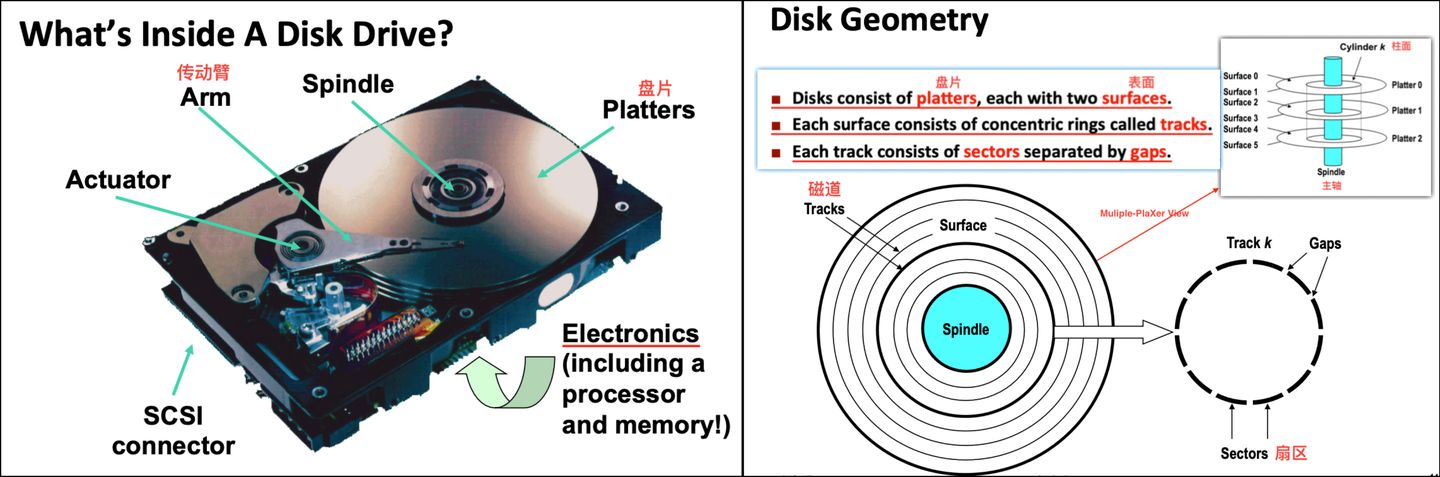 What's Inside A Disk Drive?
传动臂
Arm
Spindle
盘片
Platters
Actuator
SCSI
connector
Electronics
(including a
processor
and memory!)
Disk Geometry
盘片
表面
Disks consist of platters, each with two surfaces.
Each surface consists of concentric rings called tracks.
Each track consists of sectors separated by gaps.
Cylinder k 柱面
Surface 0
Surface 1
Surface 2
Surface 3
Surface 4
Surface 5
Platter 0
Platter 1
Platter 2
Spindle
主轴
磁道
Tracks
Surface
Spindle
Muliple-PlaXer View
Track k
Gaps
Sectors 扇区